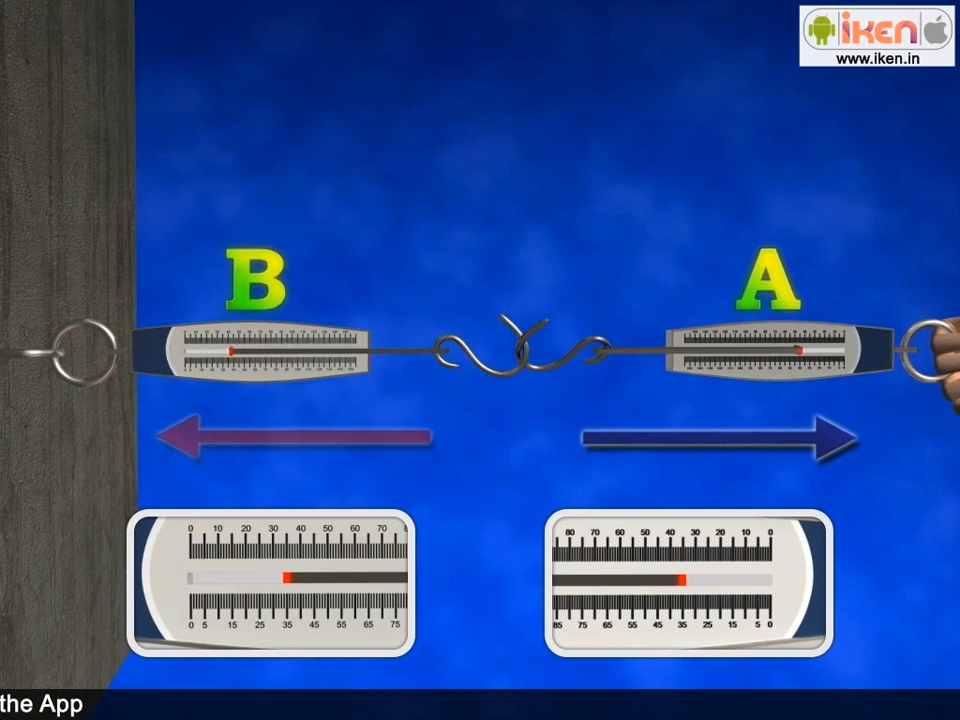 iKEN
www.iken.in
B A
0 10 20 30 40 50 60 70
0 5 15 25 35 45 55 65 75
80 70 60 50 40 30 20 10 0
85 75 65 55 45 35 25 15 5 0
the App